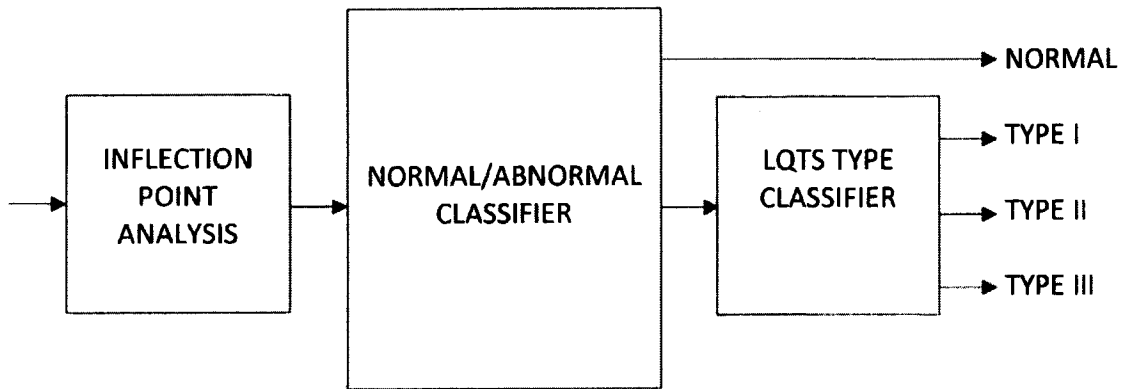 INFLECTION
POINT
ANALYSIS
NORMAL/ABNORMAL
CLASSIFIER
LQTS TYPE
CLASSIFIER
NORMAL
TYPE I
TYPE II
TYPE III